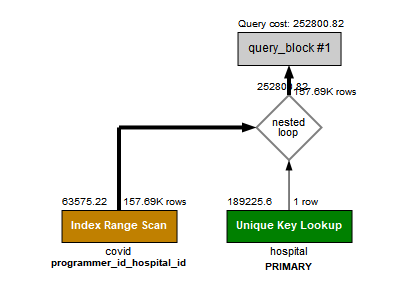 Query cost: 252800.82
query_block #1
252800.82
157.69K rows
nested
loop
63575.22
157.69K rows
189225.6
1 row
Index Range Scan
Unique Key Lookup
covid
hospital
programmer_id_hospital_id
PRIMARY